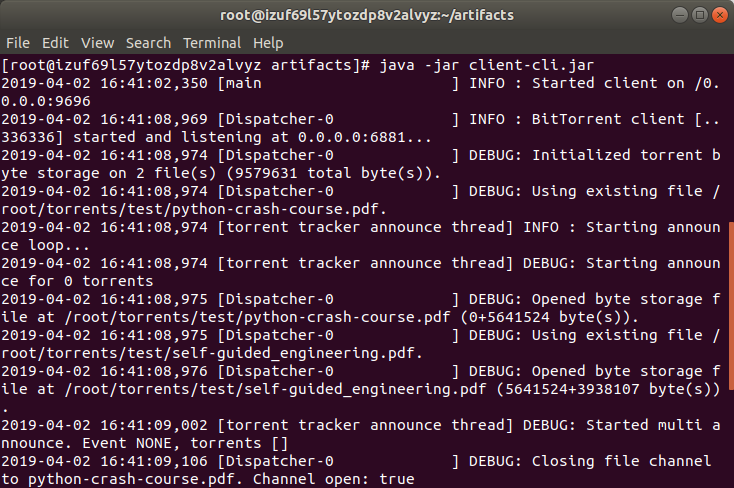 root@izuf69l57ytozdp8v2alvyz:~/artifacts
File Edit View Search Terminal Help
[root@izuf69l57ytozdp8v2alvyz artifacts]# java -jar client-cli.jar
2019-04-02 16:41:02,350 [main                     ] INFO : Started client on /0.
0.0.0:9696
2019-04-02 16:41:08,969 [Dispatcher-0             ] INFO : BitTorrent client [..
336336] started and listening at 0.0.0.0:6881...
2019-04-02 16:41:08,974 [Dispatcher-0             ] DEBUG: Initialized torrent b
yte storage on 2 file(s) (9579631 total byte(s)).
2019-04-02 16:41:08,974 [Dispatcher-0             ] DEBUG: Using existing file /
root/torrents/test/python-crash-course.pdf.
2019-04-02 16:41:08,974 [torrent tracker announce thread] INFO : Starting announ
ce loop...
2019-04-02 16:41:08,974 [torrent tracker announce thread] DEBUG: Starting announ
ce for 0 torrents
2019-04-02 16:41:08,975 [Dispatcher-0             ] DEBUG: Opened byte storage f
ile at /root/torrents/test/python-crash-course.pdf (0+5641524 byte(s)).
2019-04-02 16:41:08,975 [Dispatcher-0             ] DEBUG: Using existing file /
root/torrents/test/self-guided_engineering.pdf.
2019-04-02 16:41:08,976 [Dispatcher-0             ] DEBUG: Opened byte storage f
ile at /root/torrents/test/self-guided_engineering.pdf (5641524+3938107 byte(s))
.
2019-04-02 16:41:09,002 [torrent tracker announce thread] DEBUG: Started multi a
nnounce. Event NONE, torrents []
2019-04-02 16:41:09,106 [Dispatcher-0             ] DEBUG: Closing file channel
to python-crash-course.pdf. Channel open: true